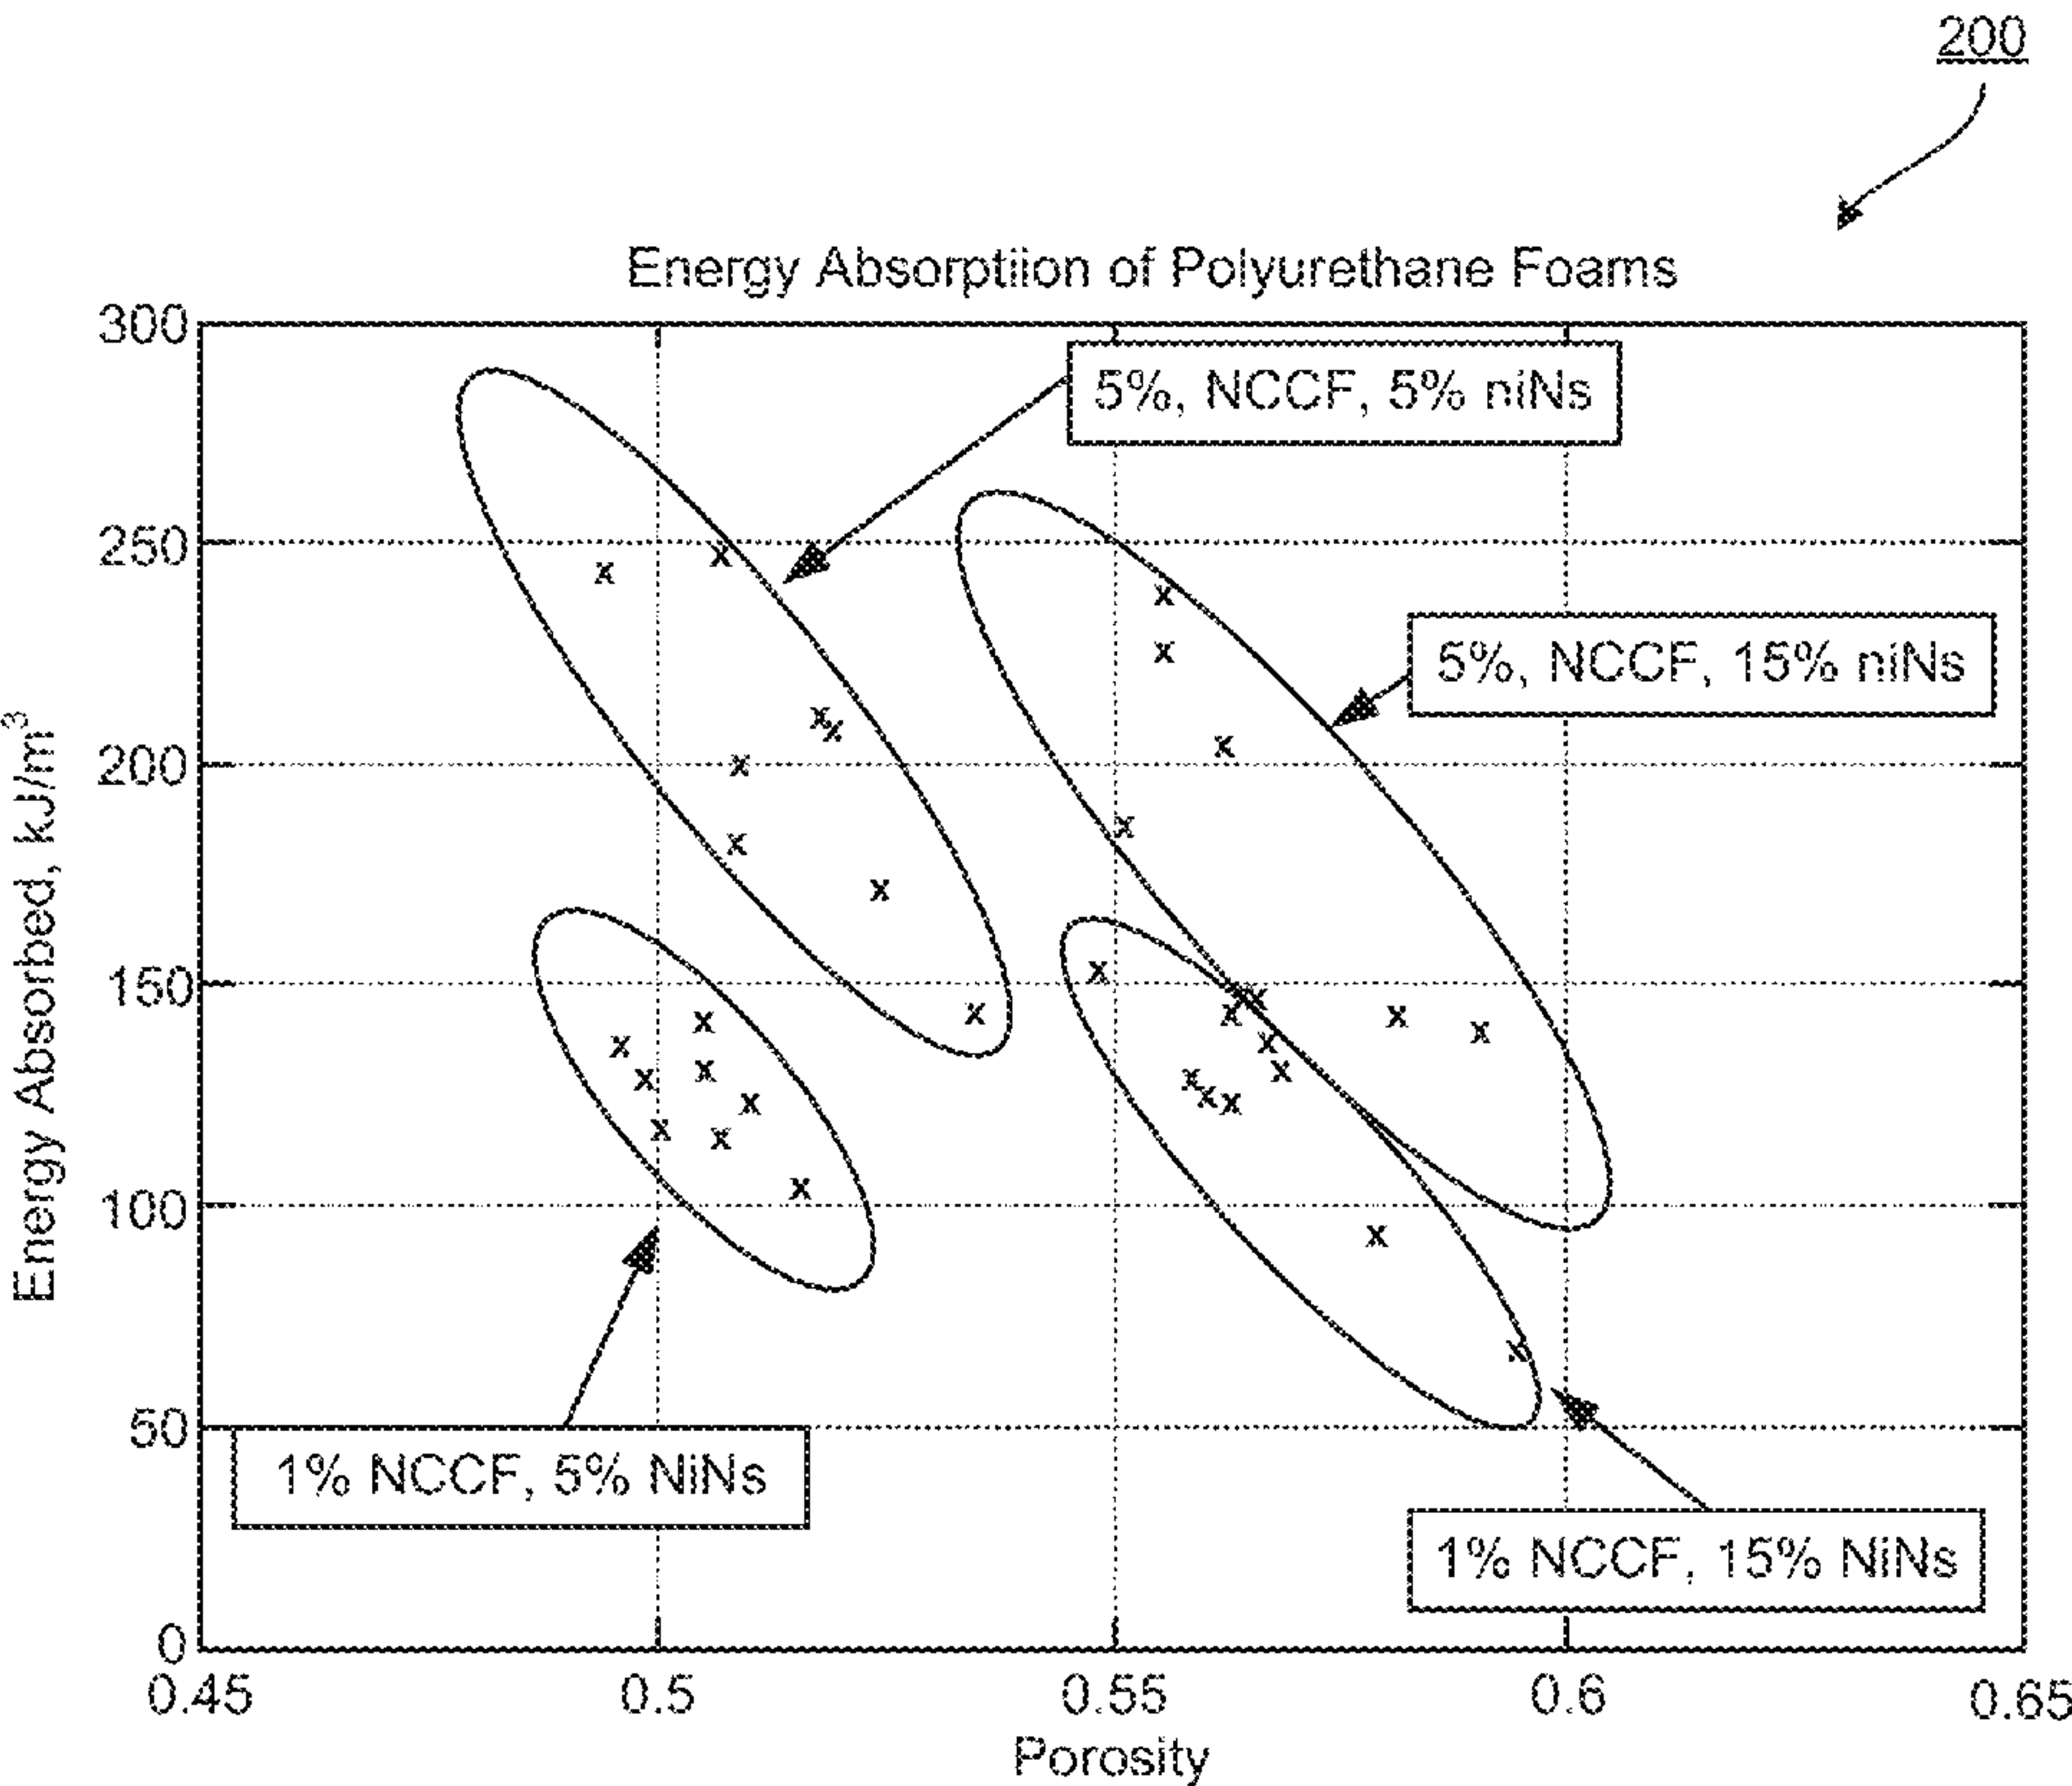 200
Energy Absorptiion of Polyurethane Foams
300
250
200
150
100
50
0
Energy Absorbed, kJ/m³
5%, NCCF, 5% niNs
5%, NCCF, 15% niNs
1% NCCF, 5% NiNs
1% NCCF, 15% NiNs
0.45 0.5 0.55 0.6 0.65
Porosity